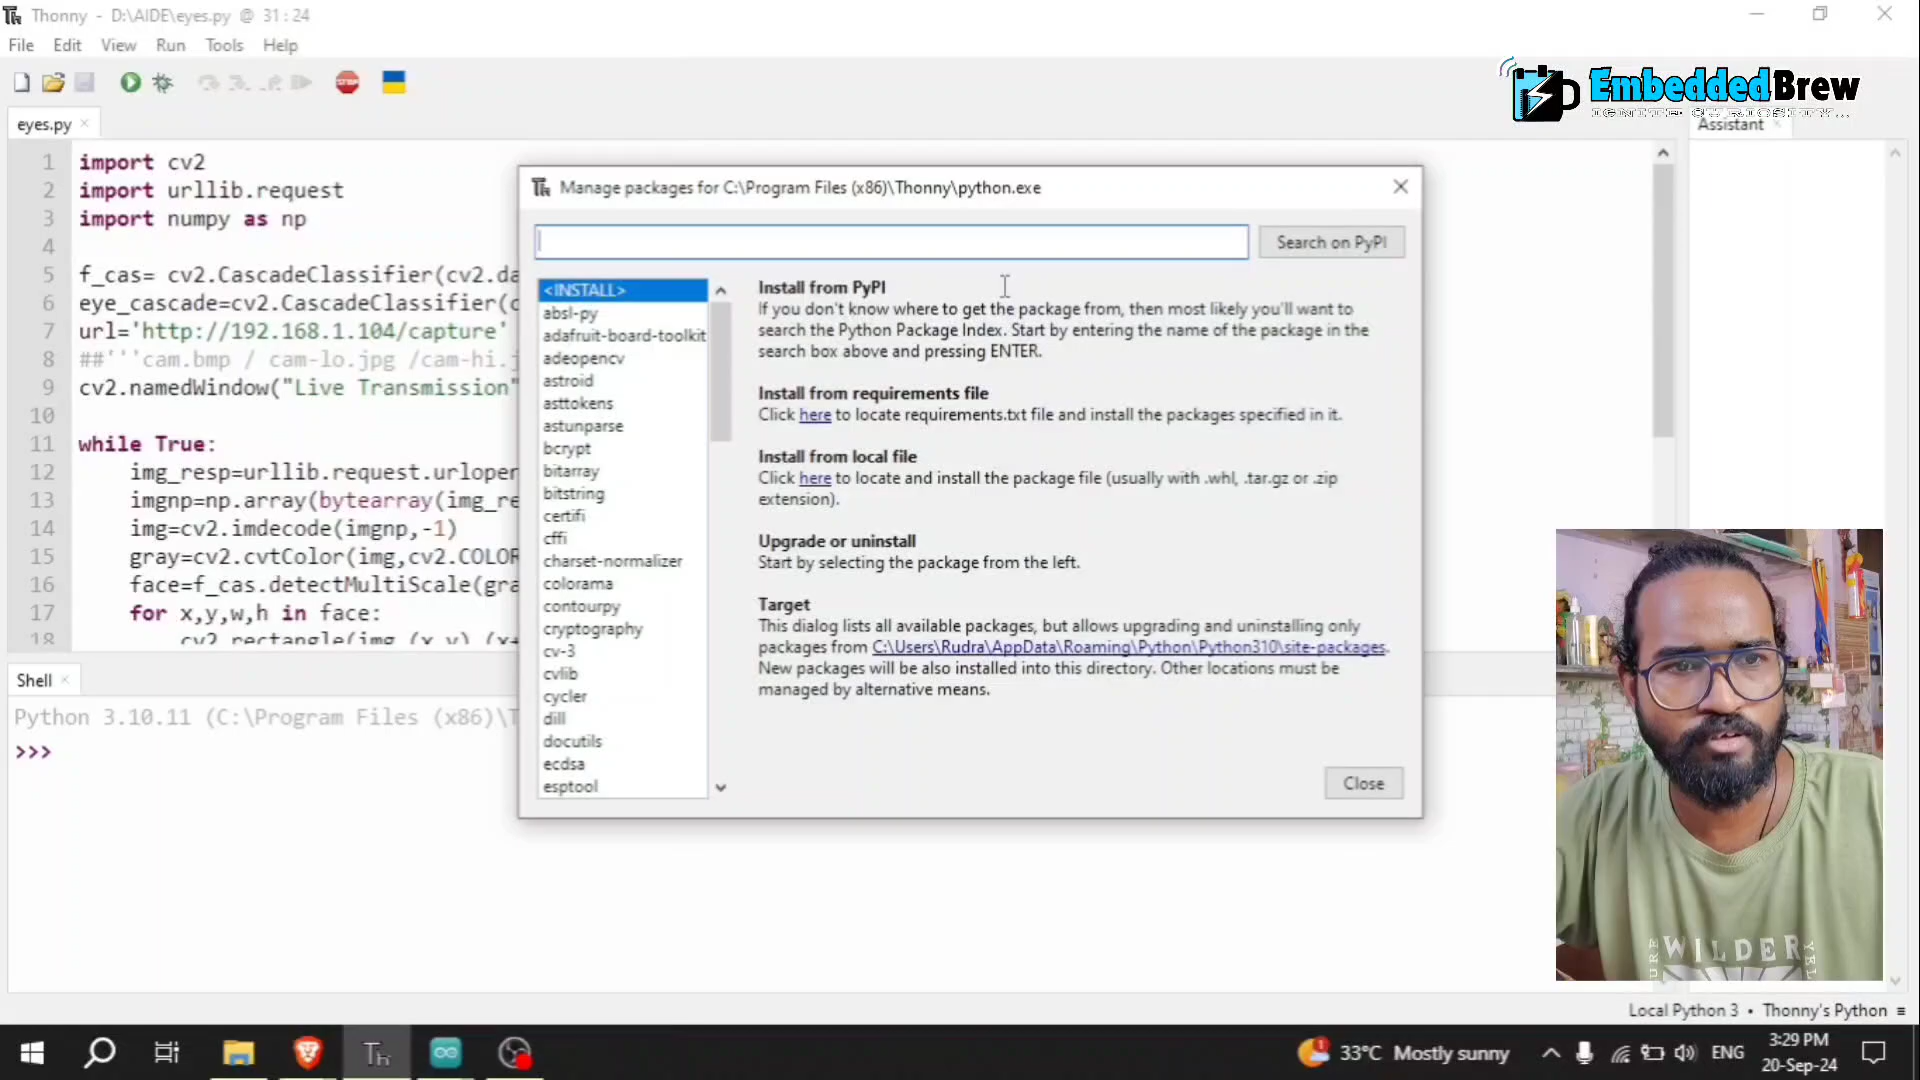 Thonny - D:\AIDE\eyes.py @ 31:24
File Edit View Run Tools Help
EmbeddedBrew
eyes.py
Assistant
1 import cv2
2 import urllib.request
3 import numpy as np
4
5 f_cas= cv2.CascadeClassifier(cv2.da
6 eye_cascade=cv2.CascadeClassifier(c
7 url='http://192.168.1.104/capture'
8 ##'''cam.bmp / cam-lo.jpg /cam-hi.j
9 cv2.namedWindow("Live Transmission"
10
11 while True:
12 img_resp=urllib.request.urloper
13 imgnp=np.array(bytearray(img_re
14 img=cv2.imdecode(imgnp,-1)
15 gray=cv2.cvtColor(img,cv2.COLOR
16 face=f_cas.detectMultiScale(gra
17 for x,y,w,h in face:
18 cv2.rectangle(img,(x,y),(x+
Manage packages for C:\Program Files (x86)\Thonny\python.exe
Search on PyPI
<INSTALL>
absl-py
adafruit-board-toolkit
adeopencv
astroid
asttokens
astunparse
bcrypt
bitarray
bitstring
certifi
cffi
charset-normalizer
colorama
contourpy
cryptography
cv-3
cvlib
cycler
dill
docutils
ecdsa
esptool
Install from PyPI
If you don't know where to get the package from, then most likely you'll want to
search the Python Package Index. Start by entering the name of the package in the
search box above and pressing ENTER.
Install from requirements file
Click here to locate requirements.txt file and install the packages specified in it.
Install from local file
Click here to locate and install the package file (usually with .whl, .tar.gz or .zip
extension).
Upgrade or uninstall
Start by selecting the package from the left.
Target
This dialog lists all available packages, but allows upgrading and uninstalling only
packages from C:\Users\Rudra\AppData\Roaming\Python\Python310\site-packages.
New packages will be also installed into this directory. Other locations must be
managed by alternative means.
Close
Shell
Python 3.10.11 (C:\Program Files (x86)\T
>>>
WILDER
Local Python 3 • Thonny's Python ≡
33°C Mostly sunny
ENG
3:29 PM
20-Sep-24